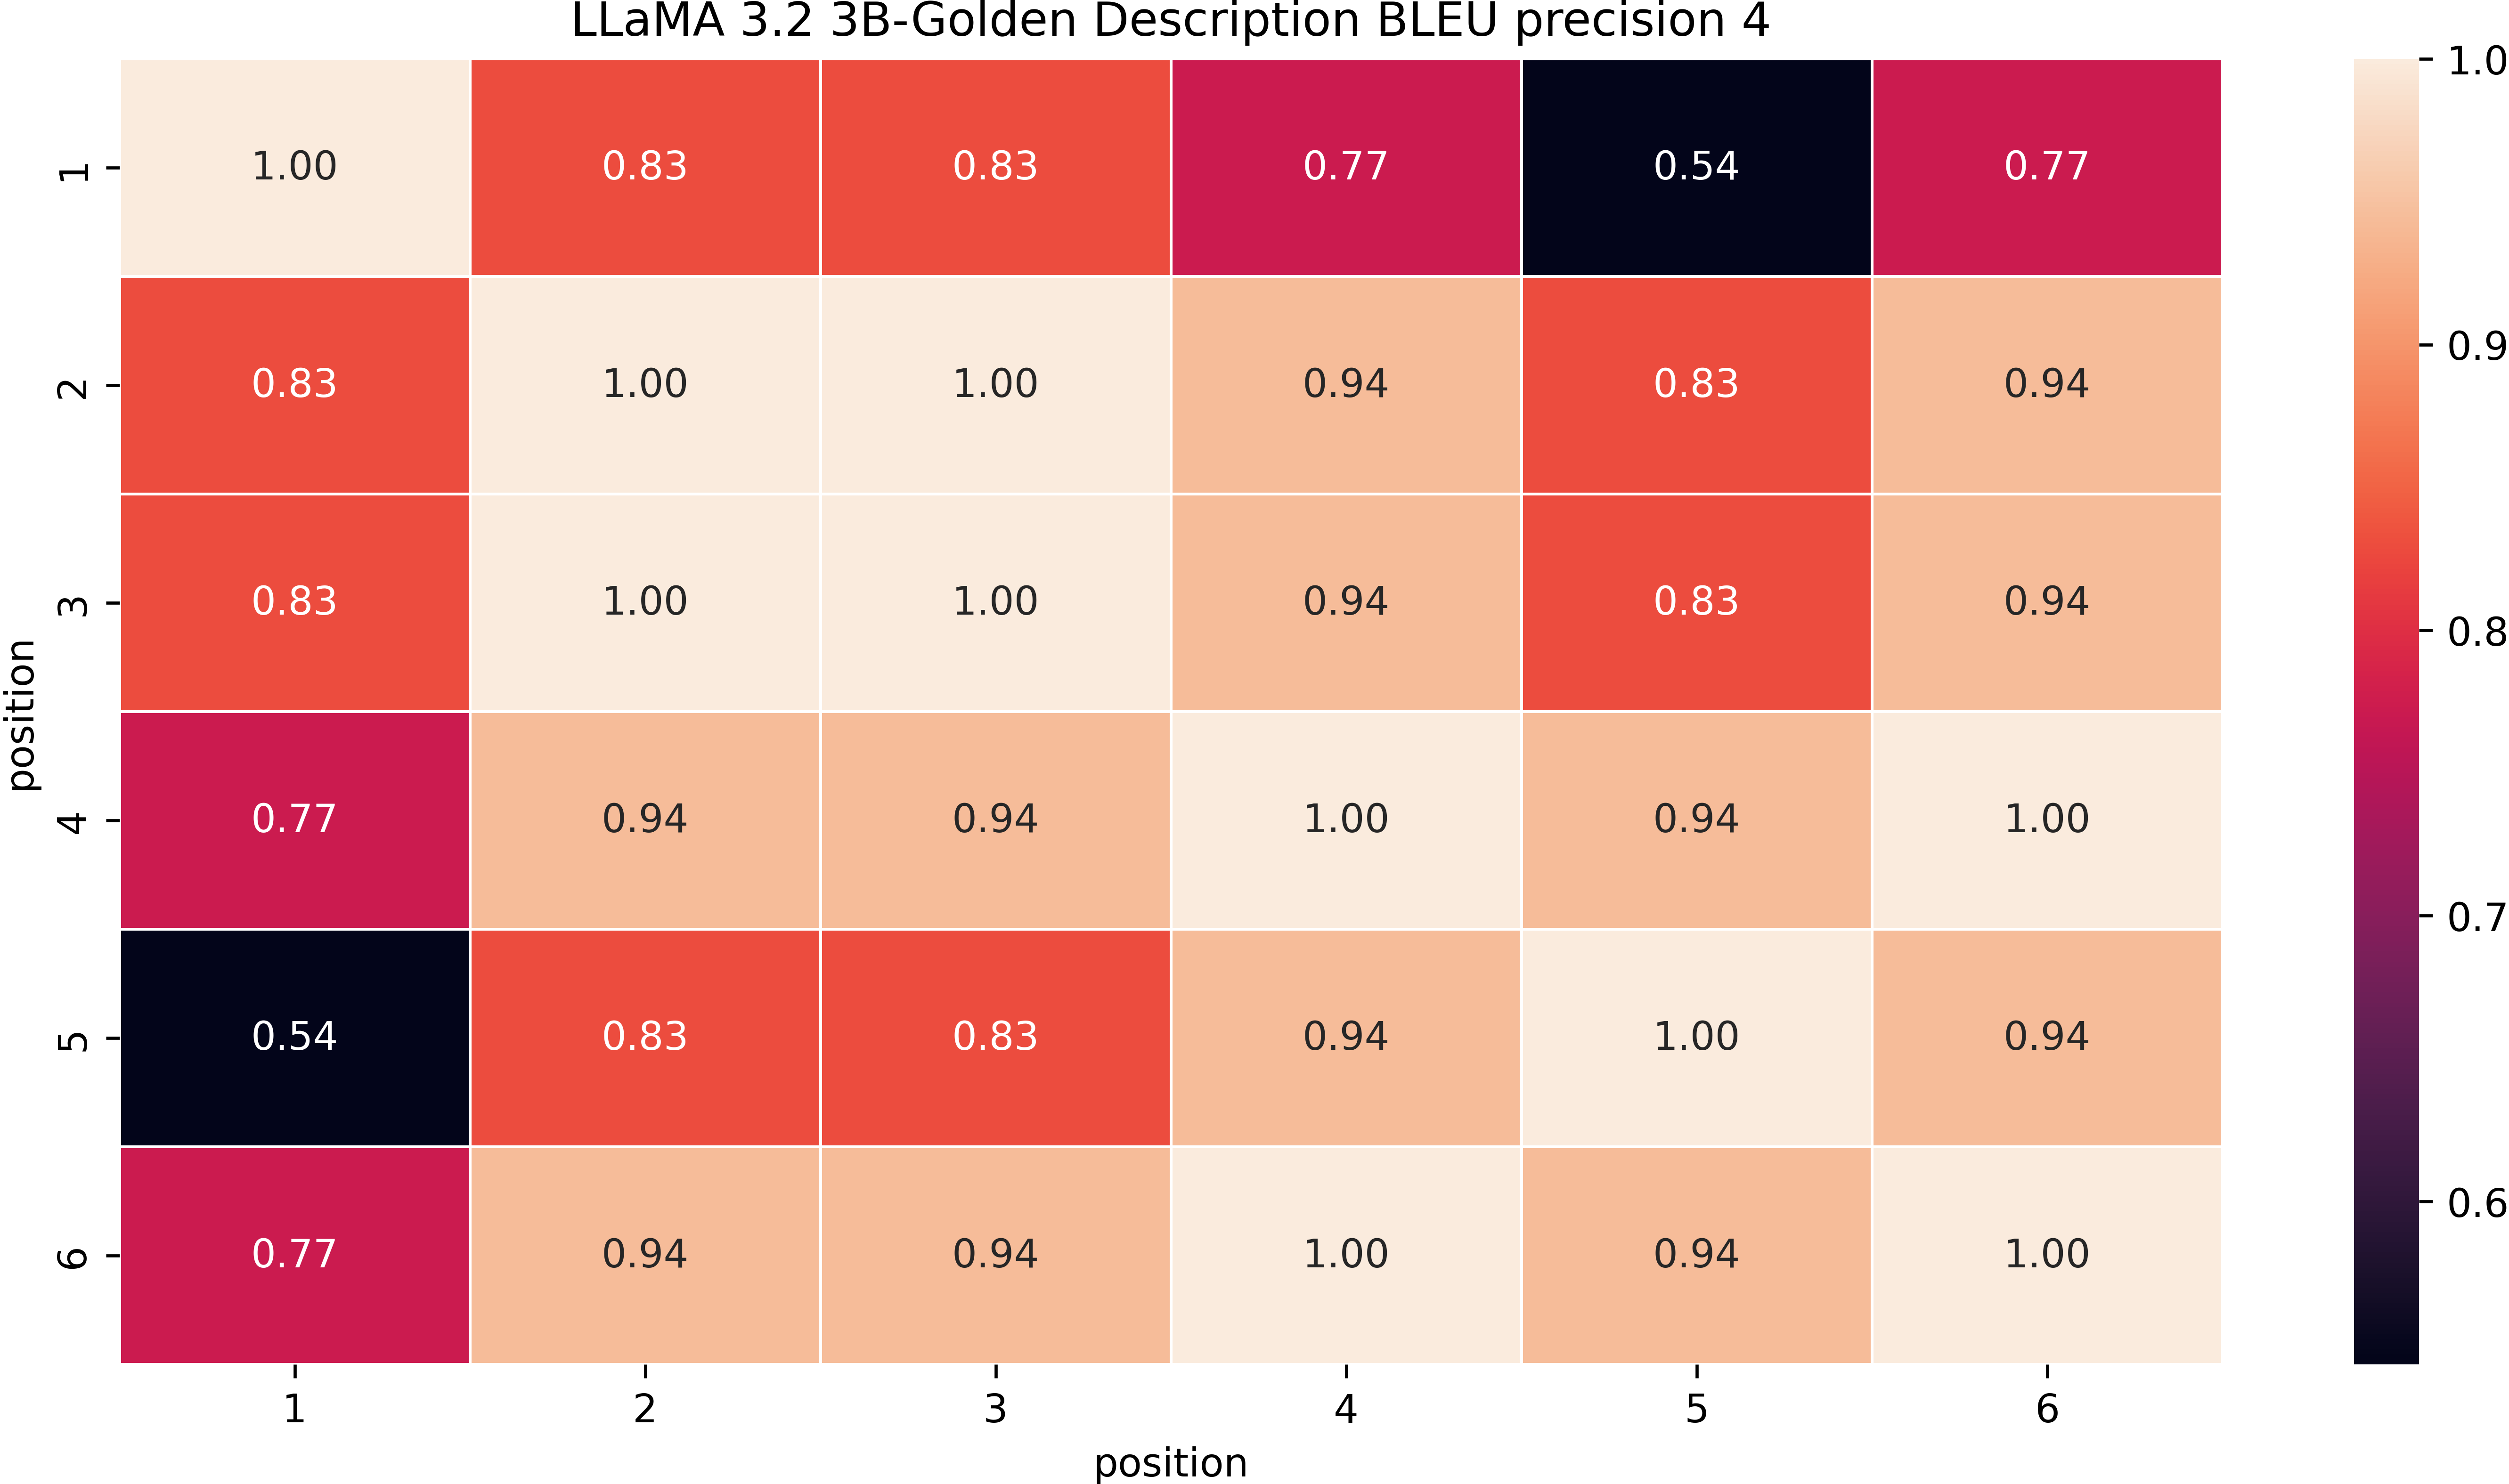 LLaMA 3.2 3B-Golden Description BLEU precision 4
1.0
1 1.00 0.83 0.83 0.77 0.54 0.77
0.9
2 0.83 1.00 1.00 0.94 0.83 0.94
3 0.83 1.00 1.00 0.94 0.83 0.94
0.8
position
4 0.77 0.94 0.94 1.00 0.94 1.00
0.7
5 0.54 0.83 0.83 0.94 1.00 0.94
0.6
6 0.77 0.94 0.94 1.00 0.94 1.00
1 2 3 4 5 6
position